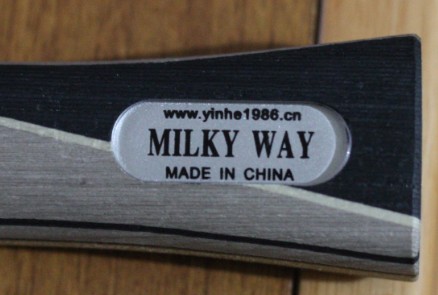 www.yinhe1986.cn
MILKY WAY
MADE IN CHINA